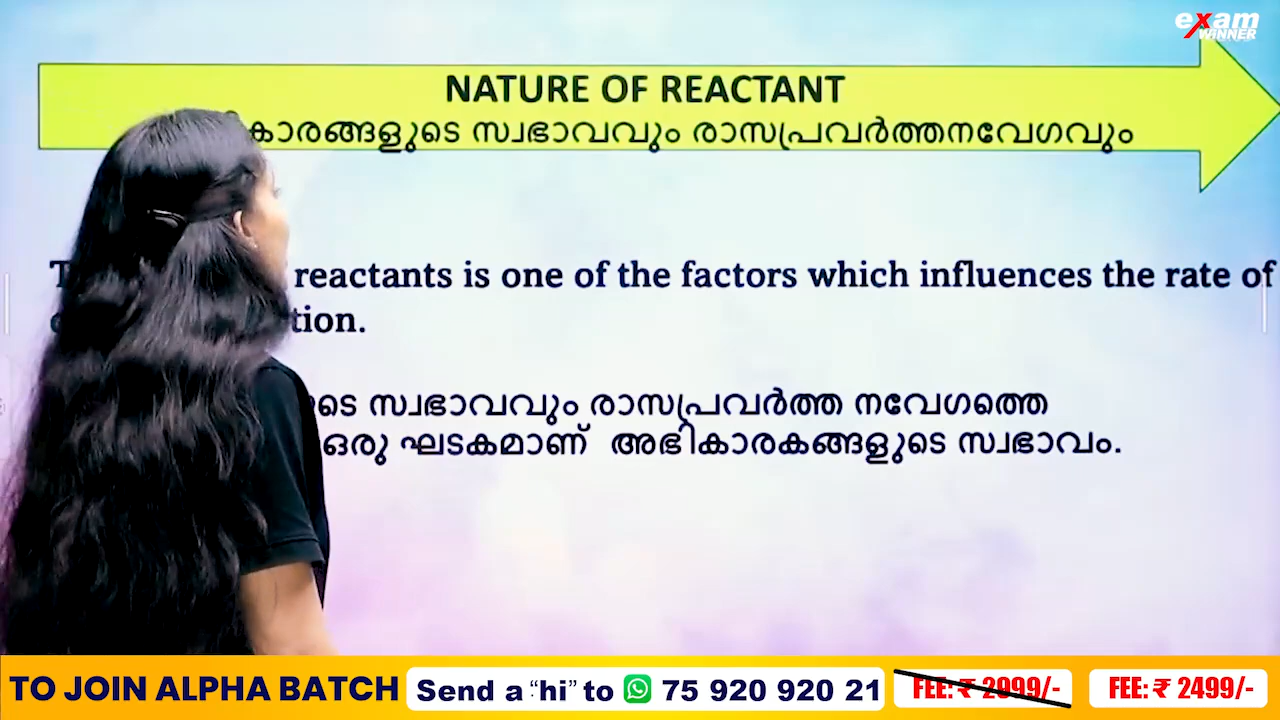 exam
WINNER
NATURE OF REACTANT
കാരങ്ങളുടെ സ്വഭാവവും രാസപ്രവർത്തനവേഗവും
reactants is one of the factors which influences the rate of
tion.
ടെ സ്വഭാവവും രാസപ്രവർത്ത നവേഗത്തെ
ഒരു ഘടകമാണ് അഭികാരകങ്ങളുടെ സ്വഭാവം.
TO JOIN ALPHA BATCH Send a “hi” to 75 920 920 21 FEE: ₹ 2999/- FEE: ₹ 2499/-